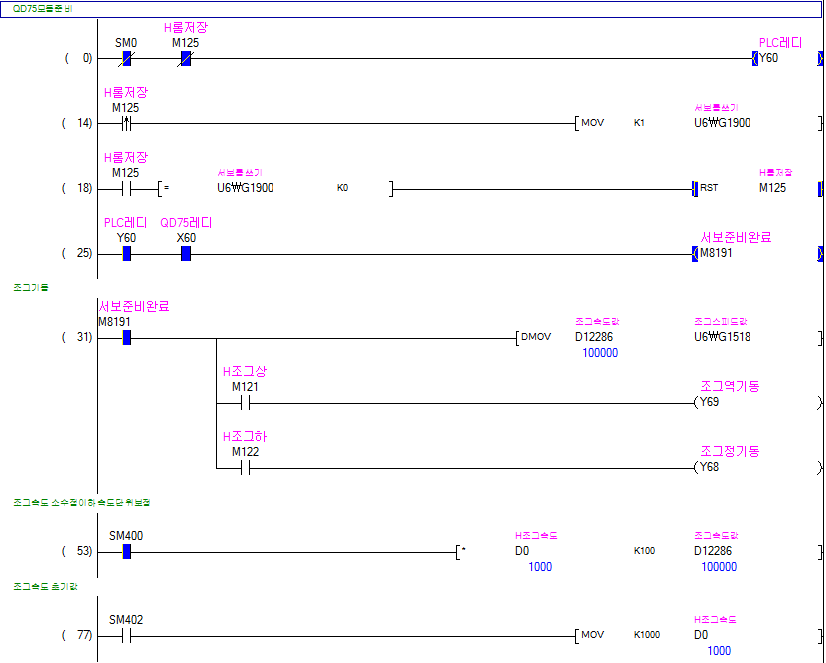 QD75모듈준비
H롬저장
SM0 M125 PLC레디
( 0) Y60
H롬저장
M125 서보롬쓰기
( 14) [ MOV K1 U6₩G1900 ]
H롬저장
M125 서보롬쓰기 H롬저장
( 18) [ = U6₩G1900 K0 ] [ RST M125 ]
PLC레디 QD75레디
Y60 X60 서보준비완료
( 25) M8191
조그기동
서보준비완료
M8191 조그속도값 조그스피드값
( 31) [ DMOV D12286 U6₩G1518 ]
100000
H조그상
M121 조그역기동
( Y69 )
H조그하
M122 조그정기동
( Y68 )
조그속도 소수점이하 속도단위보정
SM400 H조그속도 조그속도값
( 53) [ * D0 K100 D12286 ]
1000 100000
조그속도 초기값
SM402 H조그속도
( 77) [ MOV K1000 D0 ]
1000